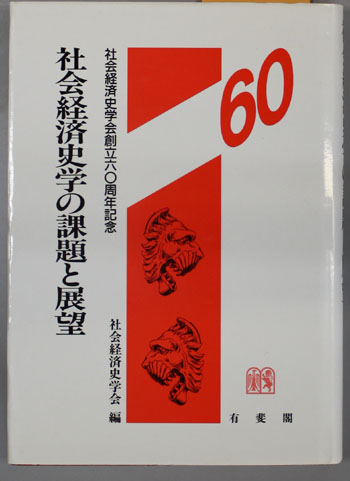 60
社会経済史学会創立六〇周年記念
社会経済史学の課題と展望
社会経済史学会 編
有斐閣